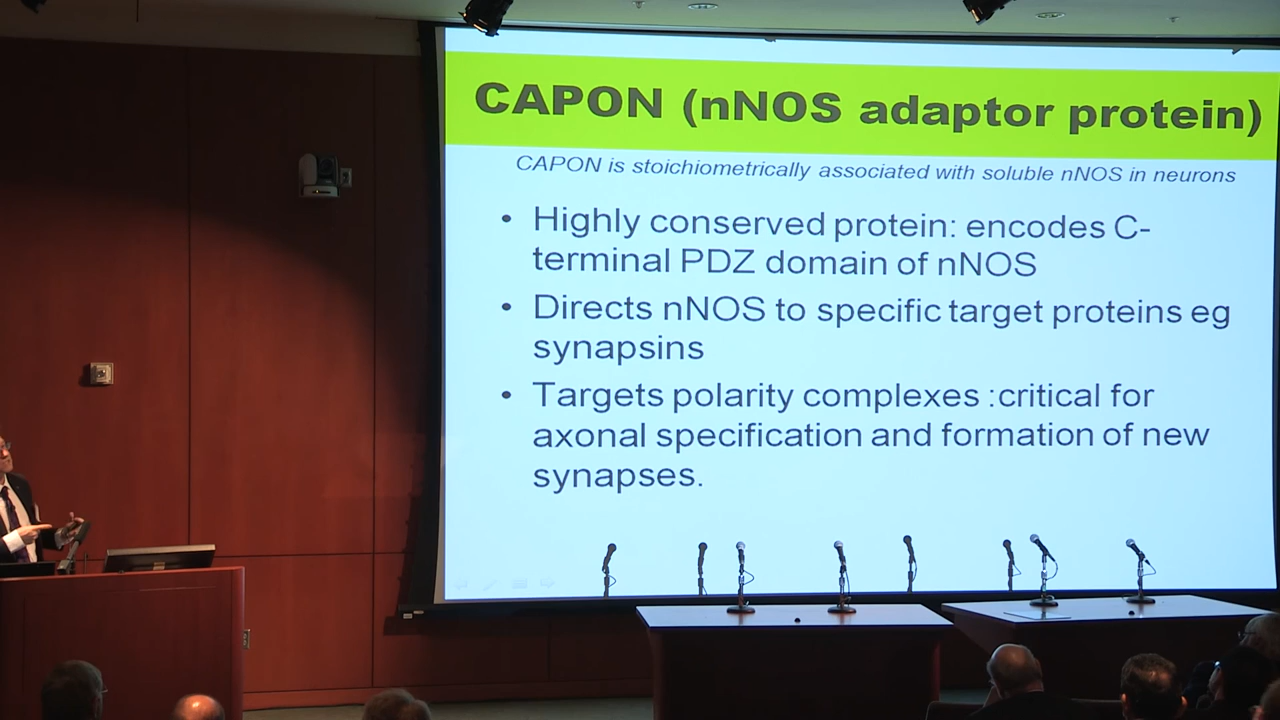 CAPON (nNOS adaptor protein)
CAPON is stoichiometrically associated with soluble nNOS in neurons
• Highly conserved protein: encodes C-
terminal PDZ domain of nNOS
• Directs nNOS to specific target proteins eg
synapsins
• Targets polarity complexes :critical for
axonal specification and formation of new
synapses.